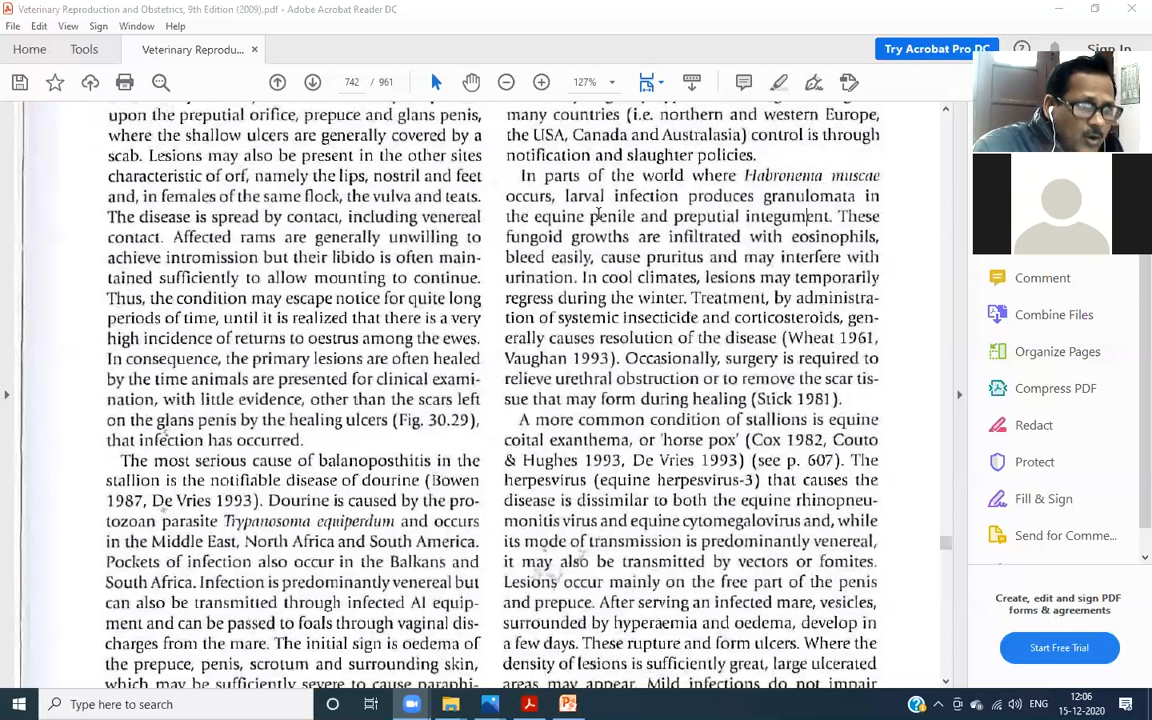 Veterinary Reproduction and Obstetrics, 9th Edition (2009).pdf - Adobe Acrobat Reader DC
File Edit View Sign Window Help
Home Tools Veterinary Reprodu... × Try Acrobat Pro DC Sign In
742 / 961 127%
upon the preputial orifice, prepuce and glans penis,
where the shallow ulcers are generally covered by a
scab. Lesions may also be present in the other sites
characteristic of orf, namely the lips, nostril and feet
and, in females of the same flock, the vulva and teats.
The disease is spread by contact, including venereal
contact. Affected rams are generally unwilling to
achieve intromission but their libido is often main-
tained sufficiently to allow mounting to continue.
Thus, the condition may escape notice for quite long
periods of time, until it is realized that there is a very
high incidence of returns to oestrus among the ewes.
In consequence, the primary lesions are often healed
by the time animals are presented for clinical exami-
nation, with little evidence, other than the scars left
on the glans penis by the healing ulcers (Fig. 30.29),
that infection has occurred.
The most serious cause of balanoposthitis in the
stallion is the notifiable disease of dourine (Bowen
1987, De Vries 1993). Dourine is caused by the pro-
tozoan parasite Trypanosoma equiperdum and occurs
in the Middle East, North Africa and South America.
Pockets of infection also occur in the Balkans and
South Africa. Infection is predominantly venereal but
can also be transmitted through infected AI equip-
ment and can be passed to foals through vaginal dis-
charges from the mare. The initial sign is oedema of
the prepuce, penis, scrotum and surrounding skin,
which may be sufficiently severe to cause paraphi-
many countries (i.e. northern and western Europe,
the USA, Canada and Australasia) control is through
notification and slaughter policies.
In parts of the world where Habronema muscae
occurs, larval infection produces granulomata in
the equine penile and preputial integument. These
fungoid growths are infiltrated with eosinophils,
bleed easily, cause pruritus and may interfere with
urination. In cool climates, lesions may temporarily
regress during the winter. Treatment, by administra-
tion of systemic insecticide and corticosteroids, gen-
erally causes resolution of the disease (Wheat 1961,
Vaughan 1993). Occasionally, surgery is required to
relieve urethral obstruction or to remove the scar tis-
sue that may form during healing (Stick 1981).
A more common condition of stallions is equine
coital exanthema, or 'horse pox' (Cox 1982, Couto
& Hughes 1993, De Vries 1993) (see p. 607). The
herpesvirus (equine herpesvirus-3) that causes the
disease is dissimilar to both the equine rhinopneu-
monitis virus and equine cytomegalovirus and, while
its mode of transmission is predominantly venereal,
it may also be transmitted by vectors or fomites.
Lesions occur mainly on the free part of the penis
and prepuce. After serving an infected mare, vesicles,
surrounded by hyperaemia and oedema, develop in
a few days. These rupture and form ulcers. Where the
density of lesions is sufficiently great, large ulcerated
areas may appear. Mild infections do not impair
Comment
Combine Files
Organize Pages
Compress PDF
Redact
Protect
Fill & Sign
Send for Comme...
Create, edit and sign PDF
forms & agreements
Start Free Trial
Type here to search
ENG
12:06
15-12-2020